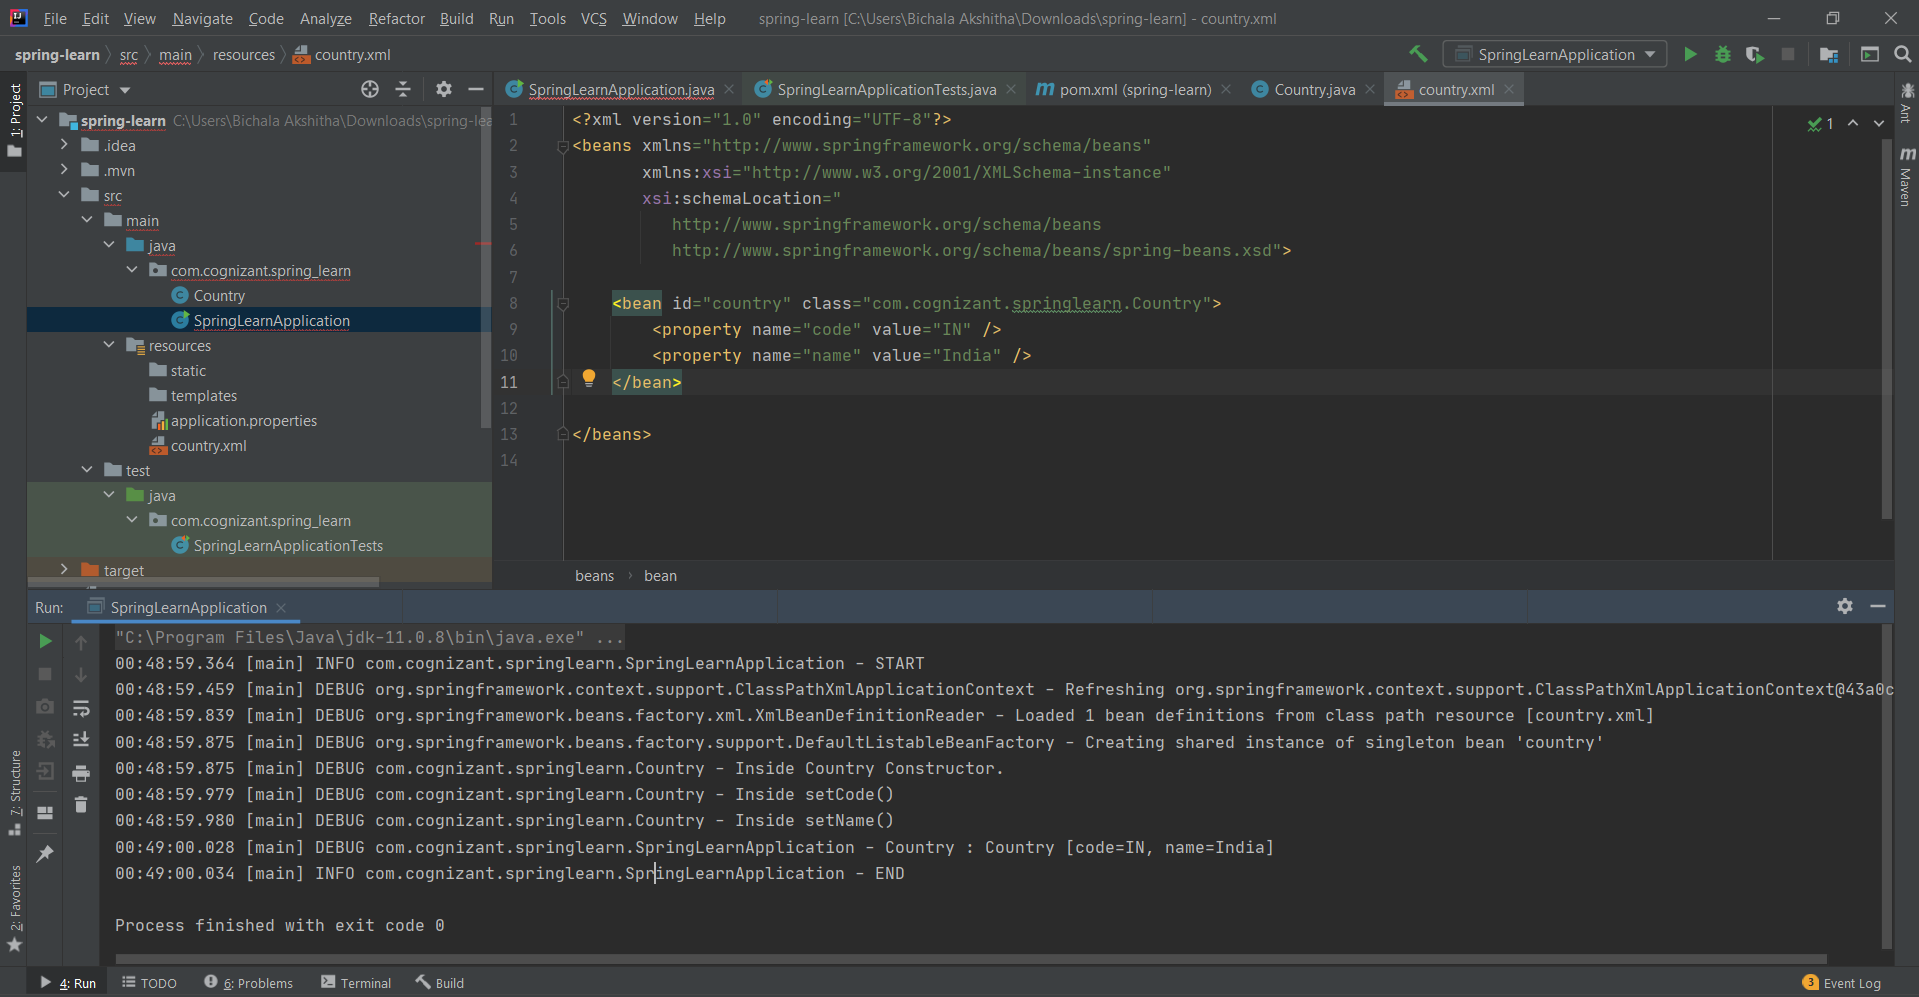 File Edit View Navigate Code Analyze Refactor Build Run Tools VCS Window Help spring-learn [C:\Users\Bichala Akshitha\Downloads\spring-learn] - country.xml
spring-learn src main resources country.xml SpringLearnApplication
Project SpringLearnApplication.java SpringLearnApplicationTests.java pom.xml (spring-learn) Country.java country.xml
1: Project
spring-learn C:\Users\Bichala Akshitha\Downloads\spring-lea
.idea
.mvn
src
main
java
com.cognizant.spring_learn
Country
SpringLearnApplication
resources
static
templates
application.properties
country.xml
test
java
com.cognizant.spring_learn
SpringLearnApplicationTests
target
1 <?xml version="1.0" encoding="UTF-8"?>
2 <beans xmlns="http://www.springframework.org/schema/beans"
3 xmlns:xsi="http://www.w3.org/2001/XMLSchema-instance"
4 xsi:schemaLocation="
5 http://www.springframework.org/schema/beans
6 http://www.springframework.org/schema/beans/spring-beans.xsd">
7
8 <bean id="country" class="com.cognizant.springlearn.Country">
9 <property name="code" value="IN" />
10 <property name="name" value="India" />
11 </bean>
12
13 </beans>
14
1
Ant
m Maven
beans bean
Run: SpringLearnApplication
"C:\Program Files\Java\jdk-11.0.8\bin\java.exe" ...
00:48:59.364 [main] INFO com.cognizant.springlearn.SpringLearnApplication - START
00:48:59.459 [main] DEBUG org.springframework.context.support.ClassPathXmlApplicationContext - Refreshing org.springframework.context.support.ClassPathXmlApplicationContext@43a0c
00:48:59.839 [main] DEBUG org.springframework.beans.factory.xml.XmlBeanDefinitionReader - Loaded 1 bean definitions from class path resource [country.xml]
00:48:59.875 [main] DEBUG org.springframework.beans.factory.support.DefaultListableBeanFactory - Creating shared instance of singleton bean 'country'
00:48:59.875 [main] DEBUG com.cognizant.springlearn.Country - Inside Country Constructor.
00:48:59.979 [main] DEBUG com.cognizant.springlearn.Country - Inside setCode()
00:48:59.980 [main] DEBUG com.cognizant.springlearn.Country - Inside setName()
00:49:00.028 [main] DEBUG com.cognizant.springlearn.SpringLearnApplication - Country : Country [code=IN, name=India]
00:49:00.034 [main] INFO com.cognizant.springlearn.SpringLearnApplication - END
Process finished with exit code 0
7: Structure
2: Favorites
4: Run TODO 6: Problems Terminal Build 3 Event Log